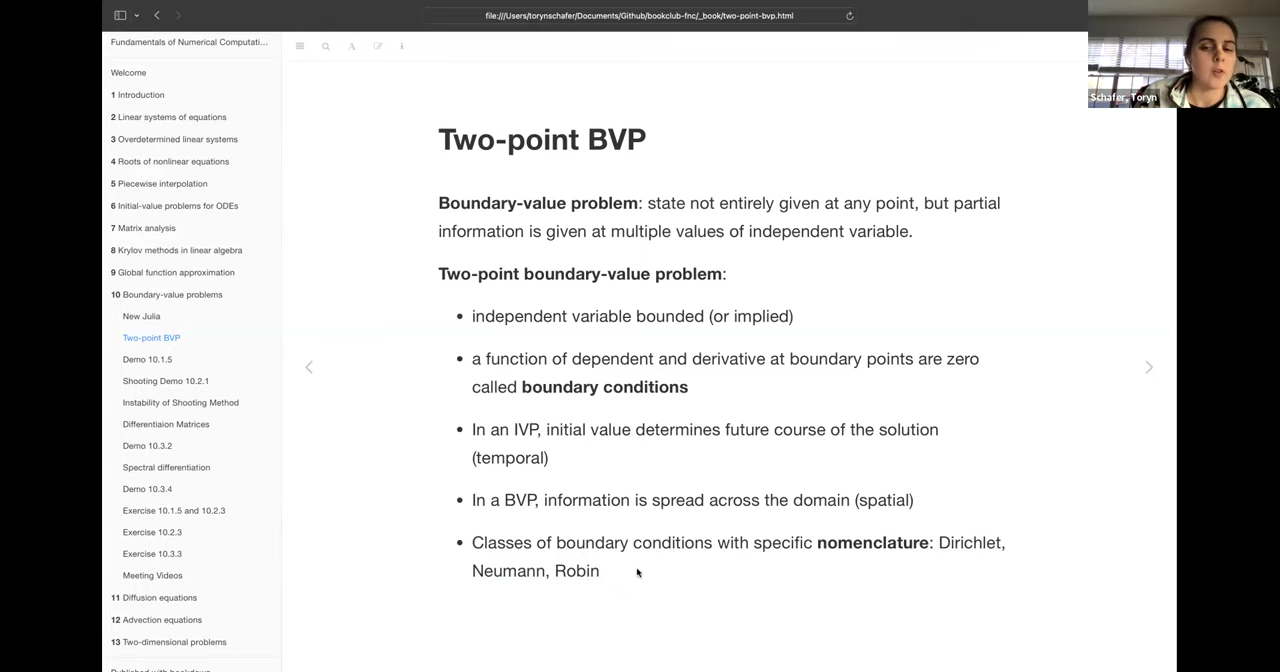 file:///Users/torynschafer/Documents/Github/bookclub-fnc/_book/two-point-bvp.html
Schafer, Toryn
Fundamentals of Numerical Computati...
Welcome
1 Introduction
2 Linear systems of equations
3 Overdetermined linear systems
4 Roots of nonlinear equations
5 Piecewise interpolation
6 Initial-value problems for ODEs
7 Matrix analysis
8 Krylov methods in linear algebra
9 Global function approximation
10 Boundary-value problems
New Julia
Two-point BVP
Demo 10.1.5
Shooting Demo 10.2.1
Instability of Shooting Method
Differentiaion Matrices
Demo 10.3.2
Spectral differentiation
Demo 10.3.4
Exercise 10.1.5 and 10.2.3
Exercise 10.2.3
Exercise 10.3.3
Meeting Videos
11 Diffusion equations
12 Advection equations
13 Two-dimensional problems
Published with bookdown
Two-point BVP
Boundary-value problem: state not entirely given at any point, but partial
information is given at multiple values of independent variable.
Two-point boundary-value problem:
• independent variable bounded (or implied)
• a function of dependent and derivative at boundary points are zero
called boundary conditions
• In an IVP, initial value determines future course of the solution
(temporal)
• In a BVP, information is spread across the domain (spatial)
• Classes of boundary conditions with specific nomenclature: Dirichlet,
Neumann, Robin